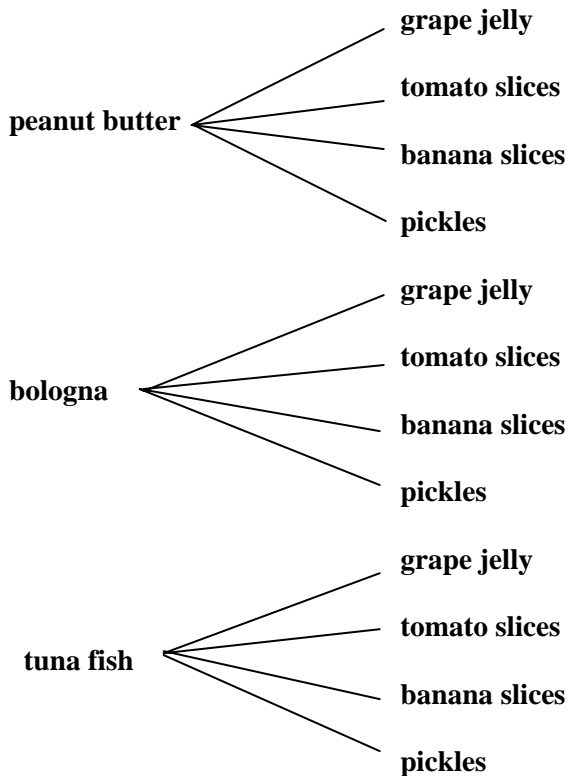 grape jelly
tomato slices
peanut butter
banana slices
pickles
grape jelly
tomato slices
bologna
banana slices
pickles
grape jelly
tomato slices
tuna fish
banana slices
pickles